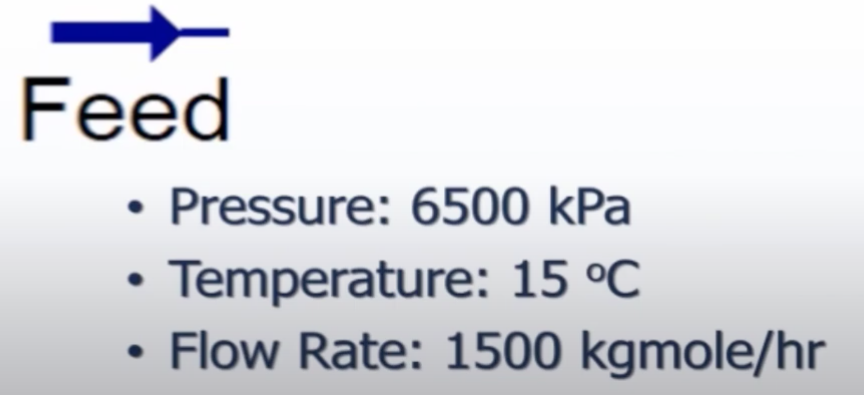 Feed
• Pressure: 6500 kPa
• Temperature: 15 ºC
• Flow Rate: 1500 kgmole/hr